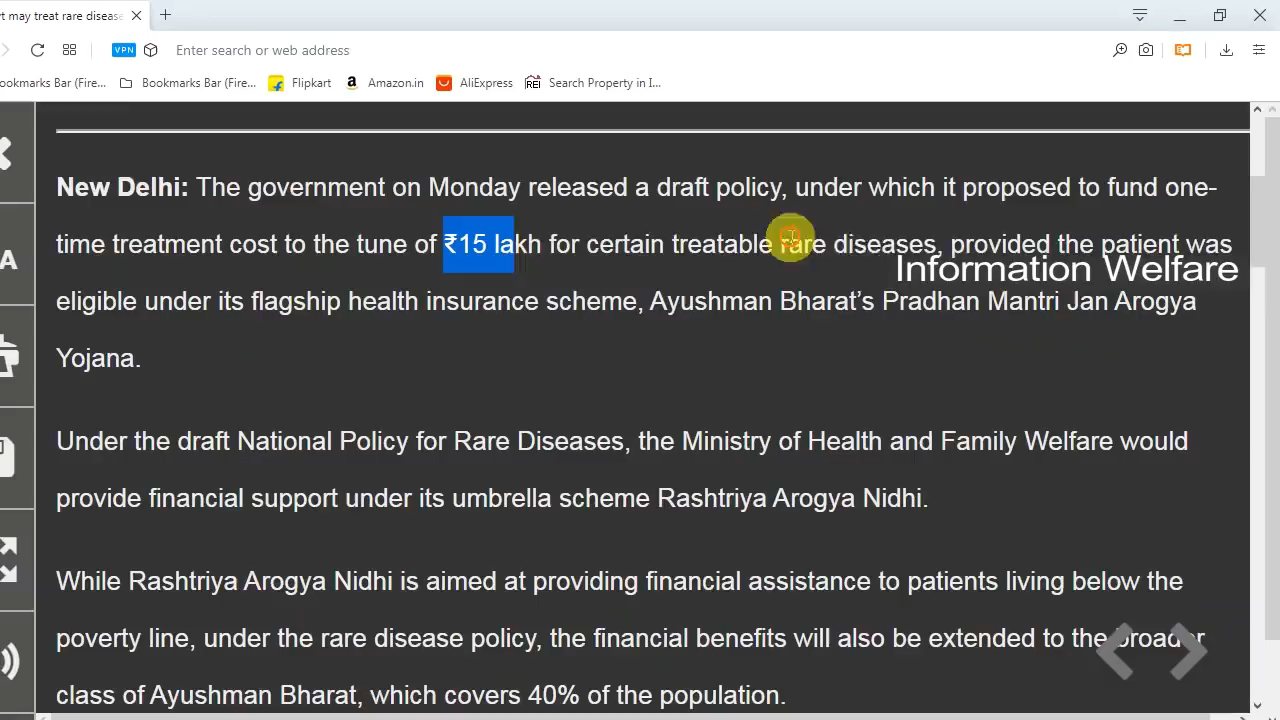 t may treat rare disease
VPN
Enter search or web address
ookmarks Bar (Fire...
Bookmarks Bar (Fire...
Flipkart
Amazon.in
AliExpress
REI
Search Property in I...
New Delhi: The government on Monday released a draft policy, under which it proposed to fund one-
time treatment cost to the tune of ₹15 lakh for certain treatable rare diseases, provided the patient was
Information Welfare
eligible under its flagship health insurance scheme, Ayushman Bharat’s Pradhan Mantri Jan Arogya
Yojana.
Under the draft National Policy for Rare Diseases, the Ministry of Health and Family Welfare would
provide financial support under its umbrella scheme Rashtriya Arogya Nidhi.
While Rashtriya Arogya Nidhi is aimed at providing financial assistance to patients living below the
poverty line, under the rare disease policy, the financial benefits will also be extended to the broader
class of Ayushman Bharat, which covers 40% of the population.
A